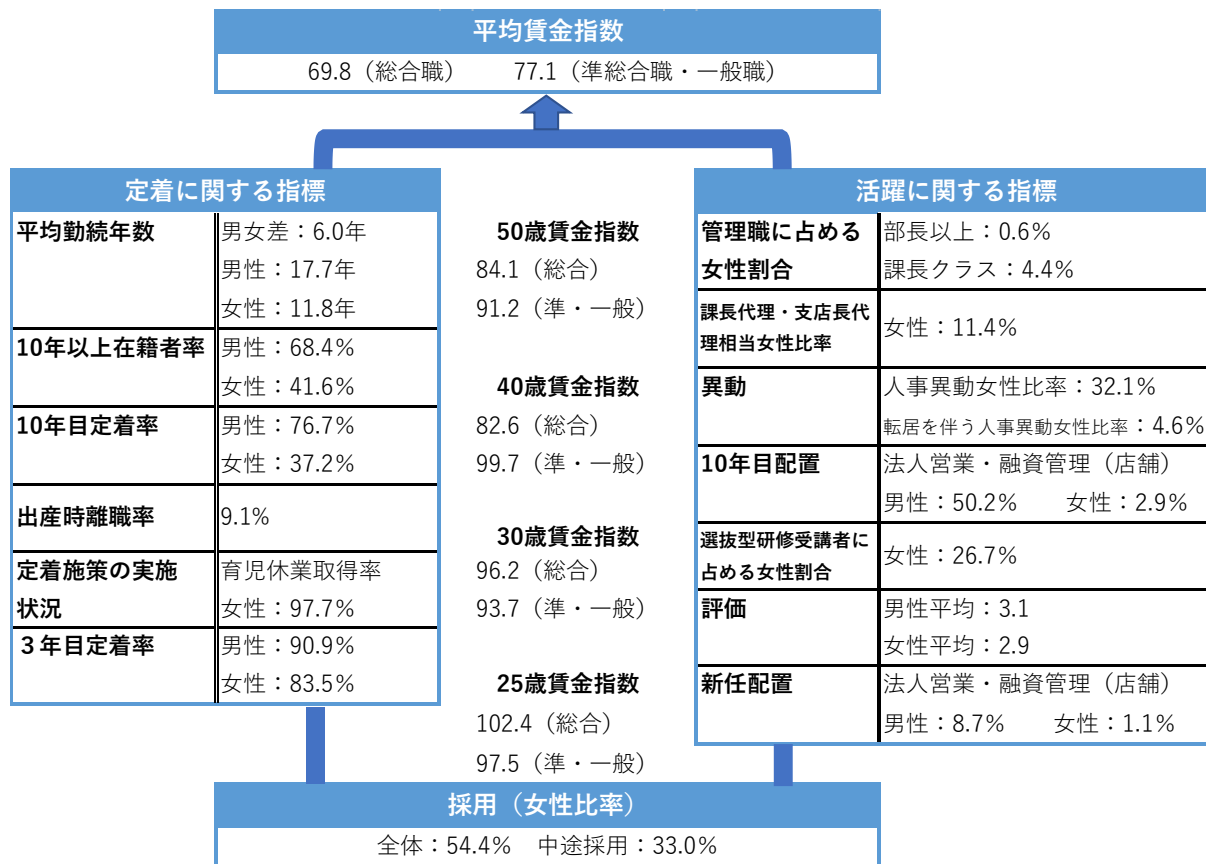 平均賃金指数
69.8（総合職）　77.1（準総合職・一般職）
定着に関する指標
平均勤続年数
男女差：6.0年
男性：17.7年
女性：11.8年
10年以上在籍者率
男性：68.4%
女性：41.6%
10年目定着率
男性：76.7%
女性：37.2%
出産時離職率
9.1%
定着施策の実施
状況
育児休業取得率
女性：97.7%
３年目定着率
男性：90.9%
女性：83.5%
50歳賃金指数
84.1（総合）
91.2（準・一般）
40歳賃金指数
82.6（総合）
99.7（準・一般）
30歳賃金指数
96.2（総合）
93.7（準・一般）
25歳賃金指数
102.4（総合）
97.5（準・一般）
活躍に関する指標
管理職に占める
女性割合
部長以上：0.6%
課長クラス：4.4%
課長代理・支店長代
理相当女性比率
女性：11.4%
異動
人事異動女性比率：32.1%
転居を伴う人事異動女性比率：4.6%
10年目配置
法人営業・融資管理（店舗）
男性：50.2%　女性：2.9%
選抜型研修受講者に
占める女性割合
女性：26.7%
評価
男性平均：3.1
女性平均：2.9
新任配置
法人営業・融資管理（店舗）
男性：8.7%　女性：1.1%
採用（女性比率）
全体：54.4%　中途採用：33.0%